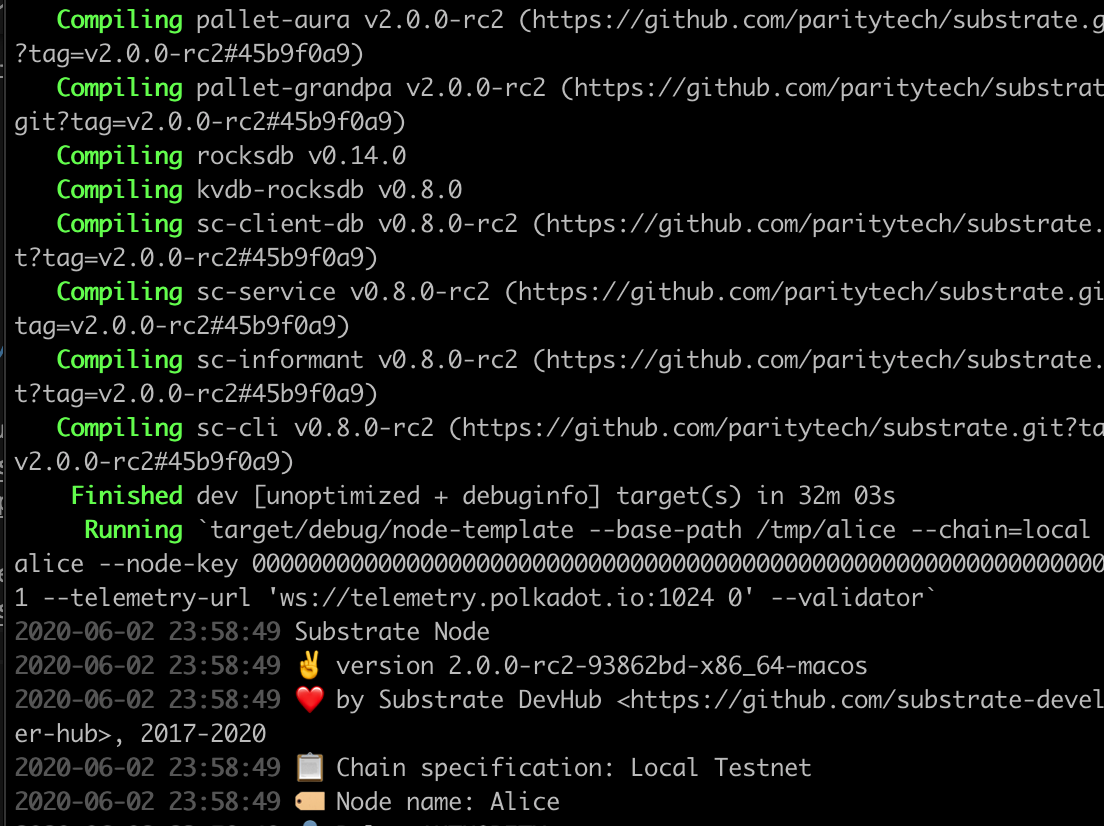 Compiling pallet-aura v2.0.0-rc2 (https://github.com/paritytech/substrate.g
?tag=v2.0.0-rc2#45b9f0a9)
Compiling pallet-grandpa v2.0.0-rc2 (https://github.com/paritytech/substrat
git?tag=v2.0.0-rc2#45b9f0a9)
Compiling rocksdb v0.14.0
Compiling kvdb-rocksdb v0.8.0
Compiling sc-client-db v0.8.0-rc2 (https://github.com/paritytech/substrate.
t?tag=v2.0.0-rc2#45b9f0a9)
Compiling sc-service v0.8.0-rc2 (https://github.com/paritytech/substrate.gi
tag=v2.0.0-rc2#45b9f0a9)
Compiling sc-informant v0.8.0-rc2 (https://github.com/paritytech/substrate.
t?tag=v2.0.0-rc2#45b9f0a9)
Compiling sc-cli v0.8.0-rc2 (https://github.com/paritytech/substrate.git?ta
v2.0.0-rc2#45b9f0a9)
Finished dev [unoptimized + debuginfo] target(s) in 32m 03s
Running `target/debug/node-template --base-path /tmp/alice --chain=local
alice --node-key 0000000000000000000000000000000000000000000000000000000000000
1 --telemetry-url 'ws://telemetry.polkadot.io:1024 0' --validator`
2020-06-02 23:58:49 Substrate Node
2020-06-02 23:58:49 ✌️ version 2.0.0-rc2-93862bd-x86_64-macos
2020-06-02 23:58:49 ❤️ by Substrate DevHub <https://github.com/substrate-devel
er-hub>, 2017-2020
2020-06-02 23:58:49 📋 Chain specification: Local Testnet
2020-06-02 23:58:49 🏷 Node name: Alice